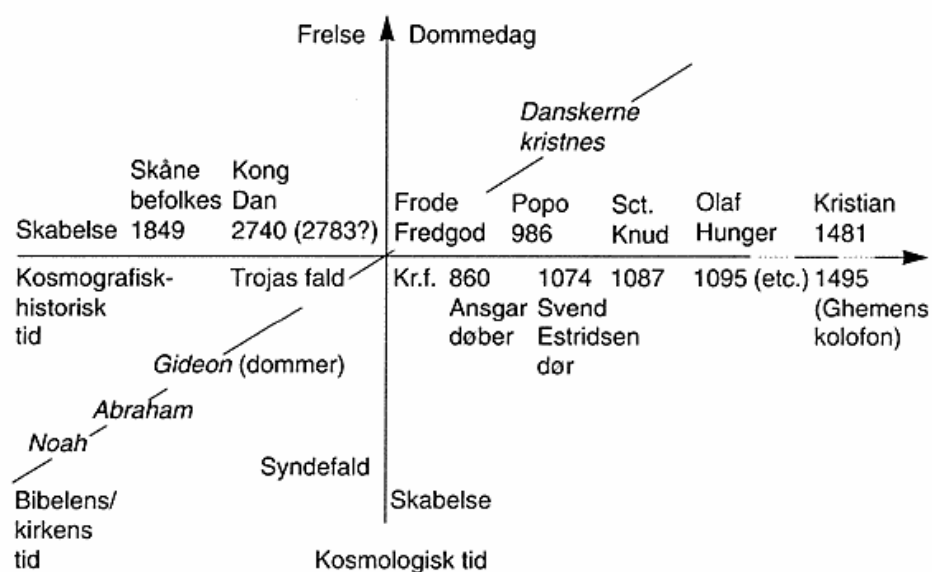 Frelse Dommedag
Danskerne
kristnes
Skåne Kong
befolkes Dan Frode Popo Sct. Olaf Kristian
Skabelse 1849 2740 (2783?) Fredgod 986 Knud Hunger 1481
Kosmografisk- Trojas fald Kr.f. 860 1074 1087 1095 (etc.) 1495
historisk Ansgar Svend (Ghemens
tid døber Estridsen kolofon)
dør
Gideon (dommer)
Abraham
Noah
Syndefald
Bibelens/ Skabelse
kirkens
tid Kosmologisk tid